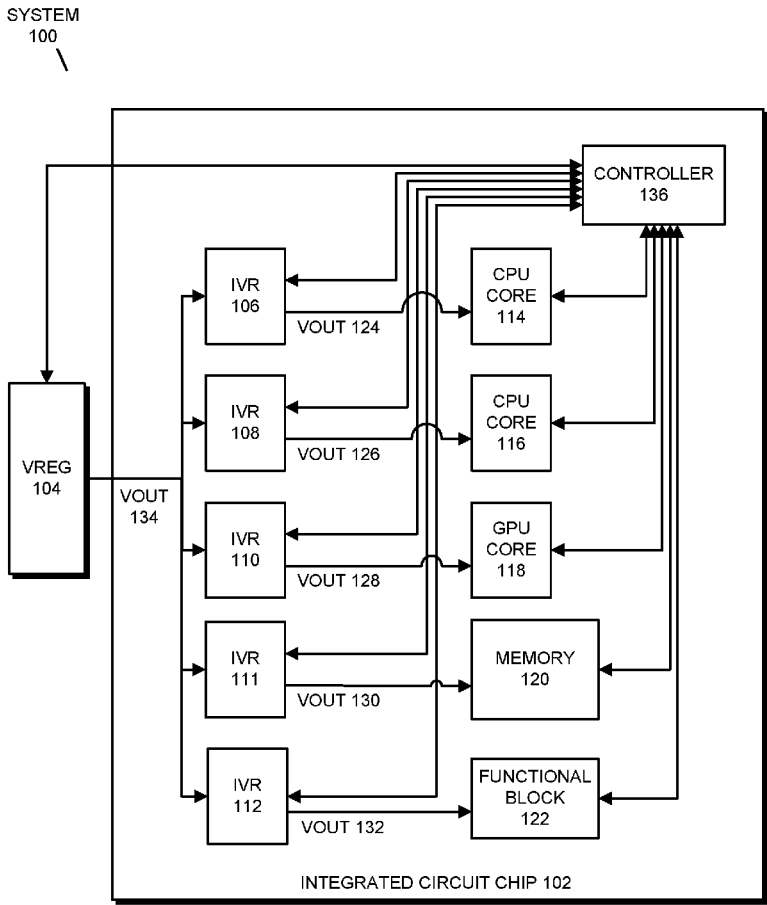 SYSTEM
100
CONTROLLER
136
IVR
106
VOUT 124
CPU
CORE
114
IVR
108
VOUT 126
CPU
CORE
116
VREG
104
VOUT
134
IVR
110
VOUT 128
GPU
CORE
118
IVR
111
VOUT 130
MEMORY
120
IVR
112
VOUT 132
FUNCTIONAL
BLOCK
122
INTEGRATED CIRCUIT CHIP 102